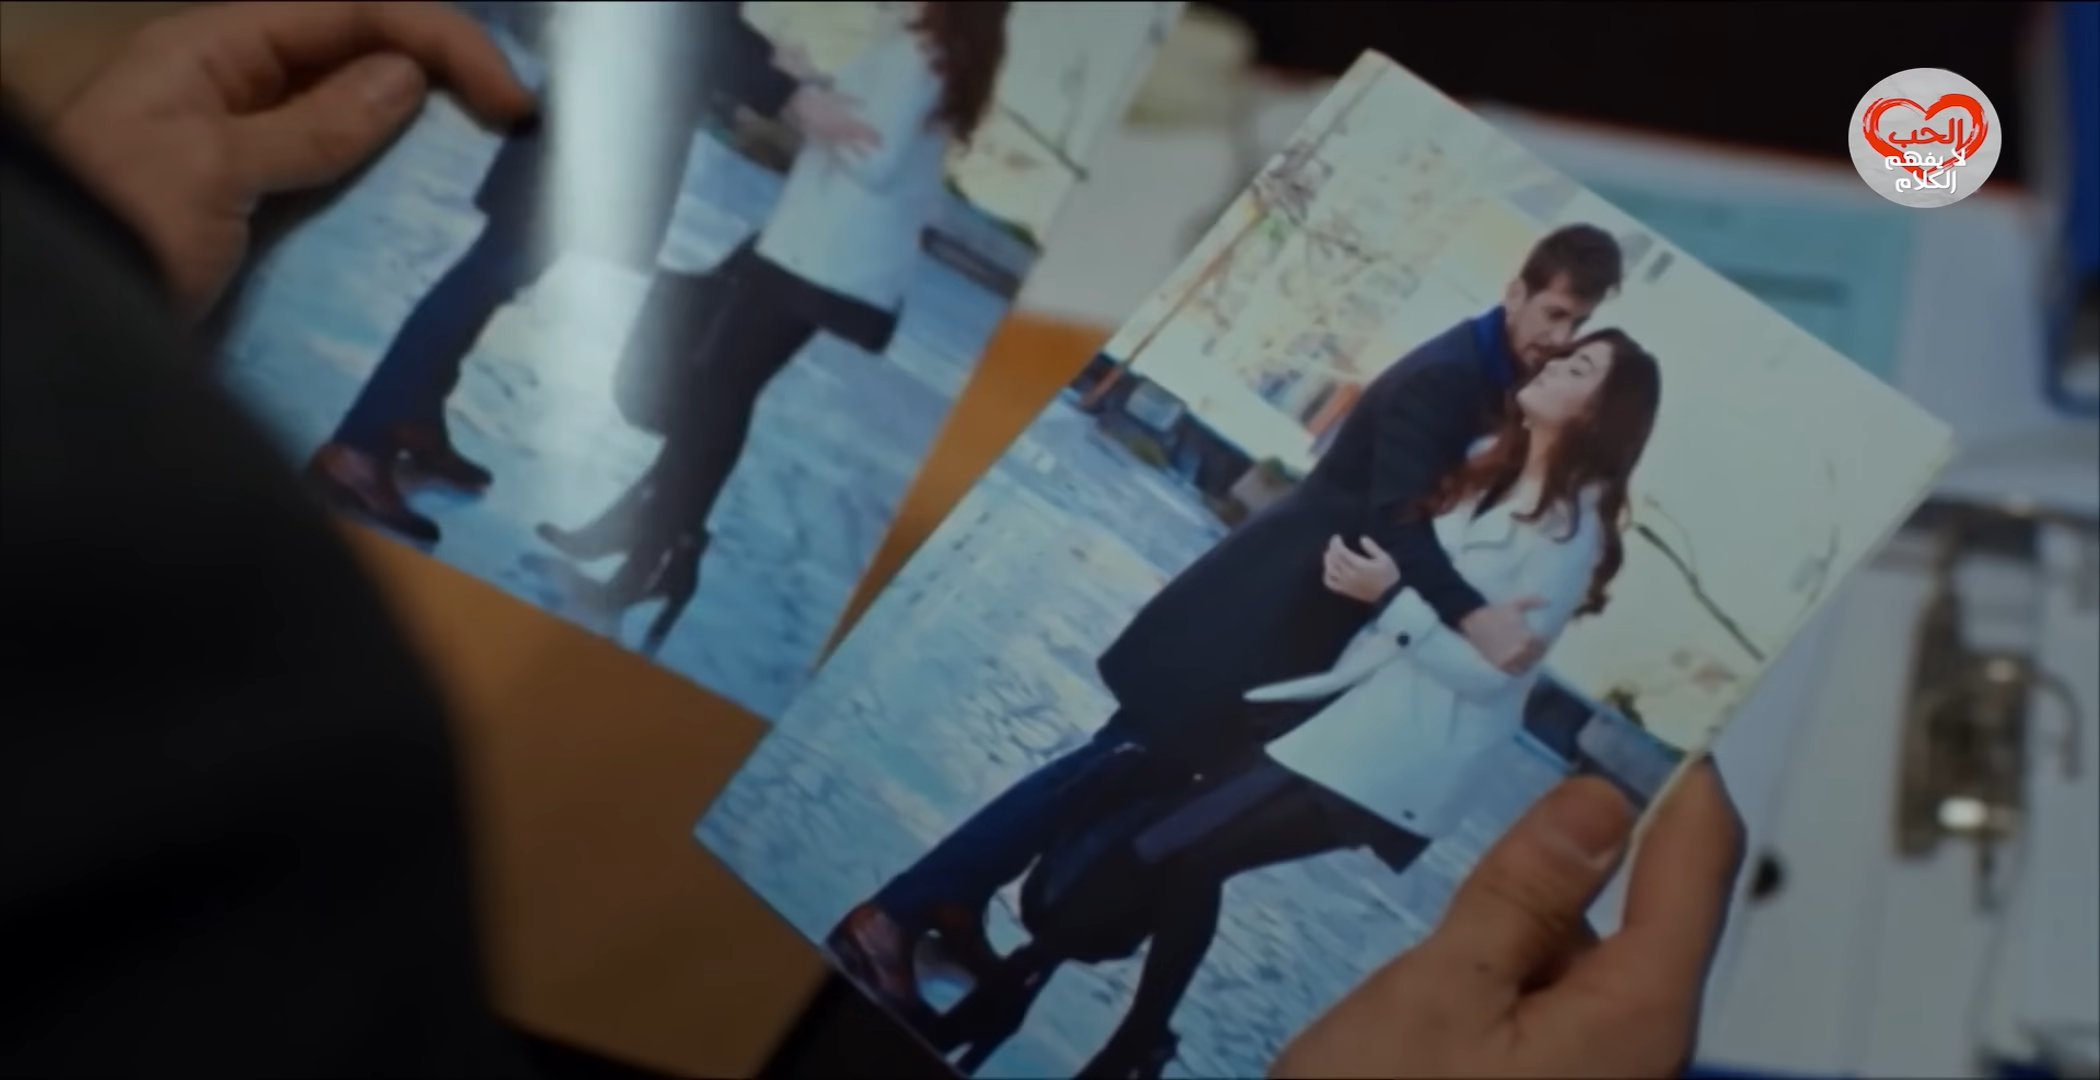 الحب
لا يفهم
الكلام